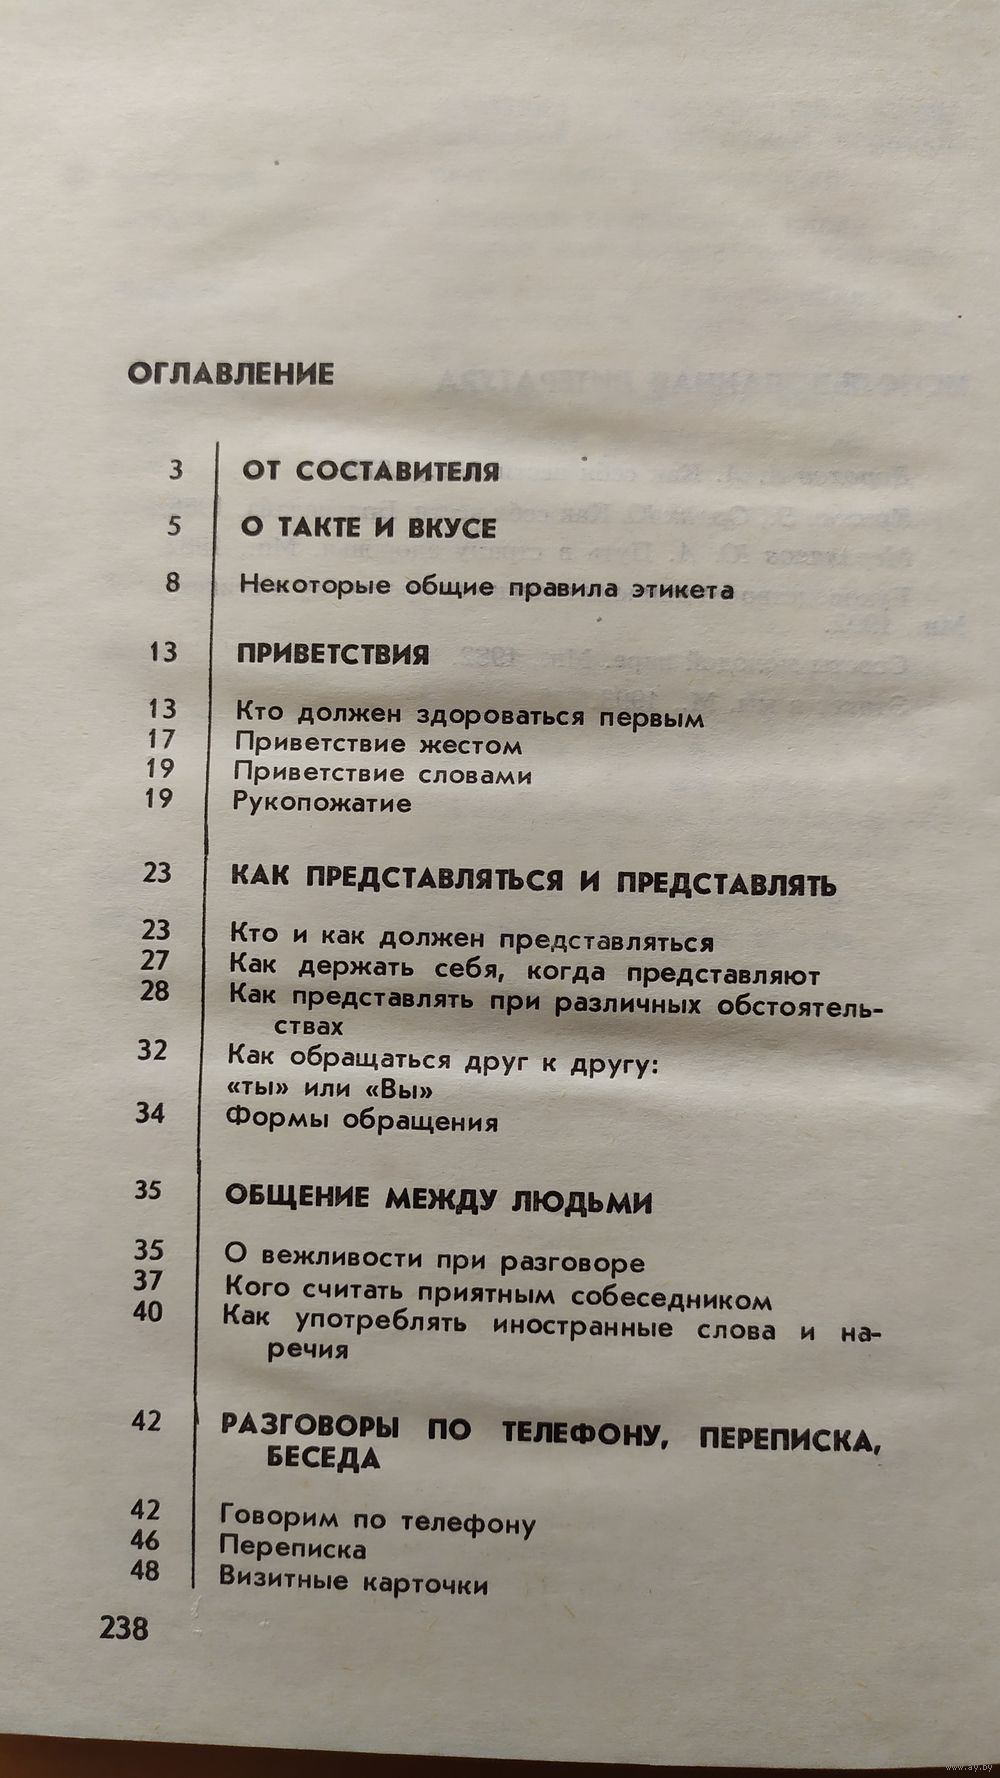 ОГЛАВЛЕНИЕ
3 ОТ СОСТАВИТЕЛЯ
5 О ТАКТЕ И ВКУСЕ
8 Некоторые общие правила этикета
13 ПРИВЕТСТВИЯ
13 Кто должен здороваться первым
17 Приветствие жестом
19 Приветствие словами
19 Рукопожатие
23 КАК ПРЕДСТАВЛЯТЬСЯ И ПРЕДСТАВЛЯТЬ
23 Кто и как должен представляться
27 Как держать себя, когда представляют
28 Как представлять при различных обстоятель-
ствах
32 Как обращаться друг к другу:
«ты» или «Вы»
34 Формы обращения
35 ОБЩЕНИЕ МЕЖДУ ЛЮДЬМИ
35 О вежливости при разговоре
37 Кого считать приятным собеседником
40 Как употреблять иностранные слова и на-
речия
42 РАЗГОВОРЫ ПО ТЕЛЕФОНУ, ПЕРЕПИСКА,
БЕСЕДА
42 Говорим по телефону
46 Переписка
48 Визитные карточки
238
www.ay.by